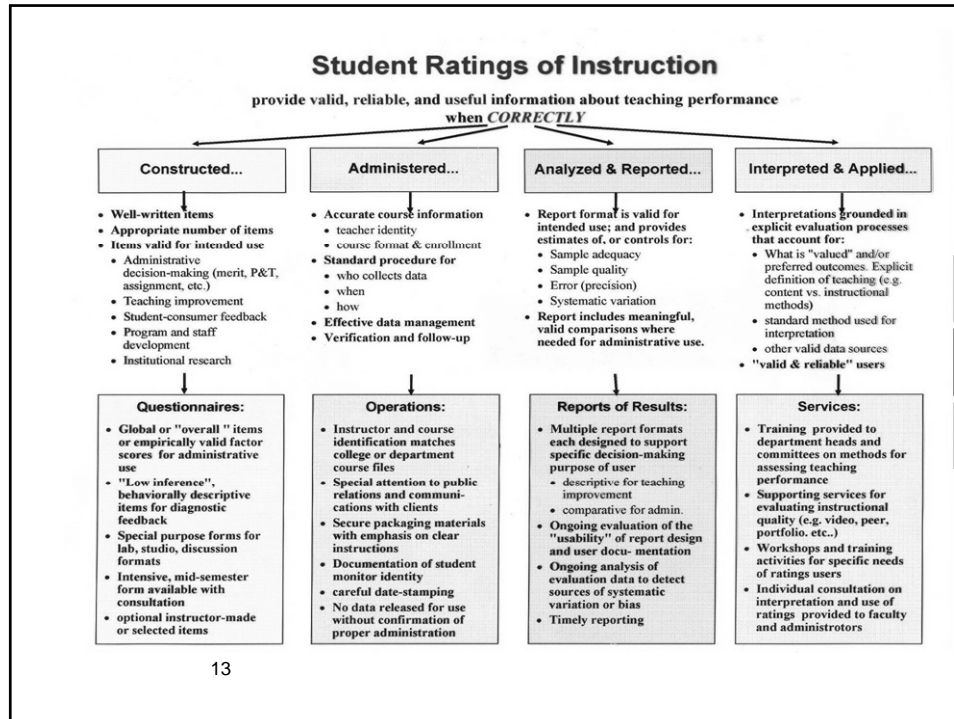 Student Ratings of Instruction
provide valid, reliable, and useful information about teaching performance
when CORRECTLY
Constructed...
• Well-written items
• Appropriate number of items
• Items valid for intended use
• Administrative
decision-making (merit, P&T,
assignment, etc.)
• Teaching improvement
• Student-consumer feedback
• Program and staff
development
• Institutional research
Questionnaires:
• Global or "overall " items
or empirically valid factor
scores for administrative
use
• "Low inference",
behaviorally descriptive
items for diagnostic
feedback
• Special purpose forms for
lab, studio, discussion
formats
• Intensive, mid-semester
form available with
consultation
• optional instructor-made
or selected items
Administered...
• Accurate course information
• teacher identity
• course format & enrollment
• Standard procedure for
• who collects data
• when
• how
• Effective data management
• Verification and follow-up
Operations:
• Instructor and course
identification matches
college or department
course files
• Special attention to public
relations and communi-
cations with clients
• Secure packaging materials
with emphasis on clear
instructions
• Documentation of student
monitor identity
• careful date-stamping
• No data released for use
without confirmation of
proper administration
Analyzed & Reported...
• Report format is valid for
intended use; and provides
estimates of, or controls for:
• Sample adequacy
• Sample quality
• Error (precision)
• Systematic variation
• Report includes meaningful,
valid comparisons where
needed for administrative use.
Reports of Results:
• Multiple report formats
each designed to support
specific decision-making
purpose of user
• descriptive for teaching
improvement
• comparative for admin.
• Ongoing evaluation of the
"usability" of report design
and user docu- mentation
• Ongoing analysis of
evaluation data to detect
sources of systematic
variation or bias
• Timely reporting
Interpreted & Applied...
• Interpretations grounded in
explicit evaluation processes
that account for:
• What is "valued" and/or
preferred outcomes. Explicit
definition of teaching (e.g.
content vs. instructional
methods)
• standard method used for
interpretation
• other valid data sources
• "valid & reliable" users
Services:
• Training provided to
department heads and
committees on methods for
assessing teaching
performance
• Supporting services for
evaluating instructional
quality (e.g. video, peer,
portfolio. etc..)
• Workshops and training
activities for specific needs
of ratings users
• Individual consultation on
interpretation and use of
ratings provided to faculty
and administrotors
13